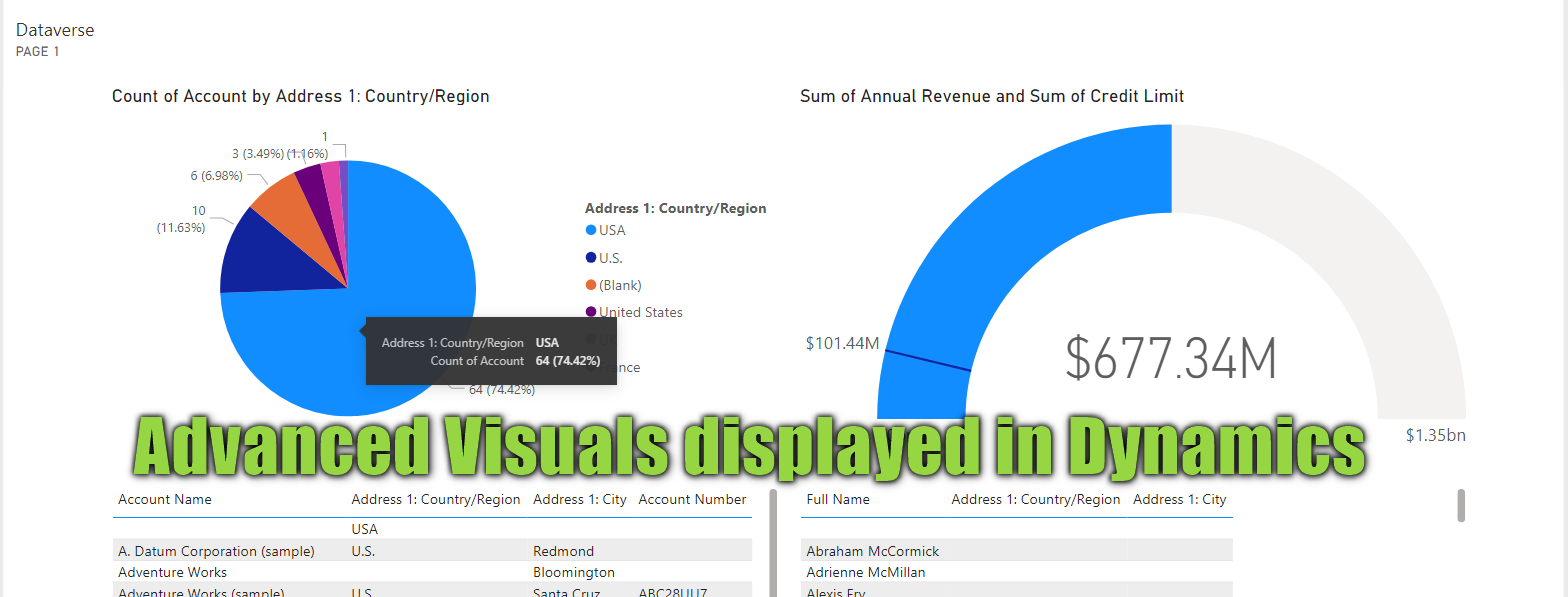 Dataverse
PAGE 1
Count of Account by Address 1: Country/Region
1
3 (3.49%) (1.16%)
6 (6.98%)
10
(11.63%)
64 (74.42%)
Address 1: Country/Region
USA
U.S.
(Blank)
United States
UK
France
Address 1: Country/Region USA
Count of Account 64 (74.42%)
Sum of Annual Revenue and Sum of Credit Limit
$101.44M
$677.34M
$1.35bn
Advanced Visuals displayed in Dynamics
Account Name Address 1: Country/Region Address 1: City Account Number
USA
A. Datum Corporation (sample) U.S. Redmond
Adventure Works Bloomington
Adventure Works (sample) U.S. Santa Cruz ABC28UU7
Full Name Address 1: Country/Region Address 1: City
Abraham McCormick
Adrienne McMillan
Alexis Fry